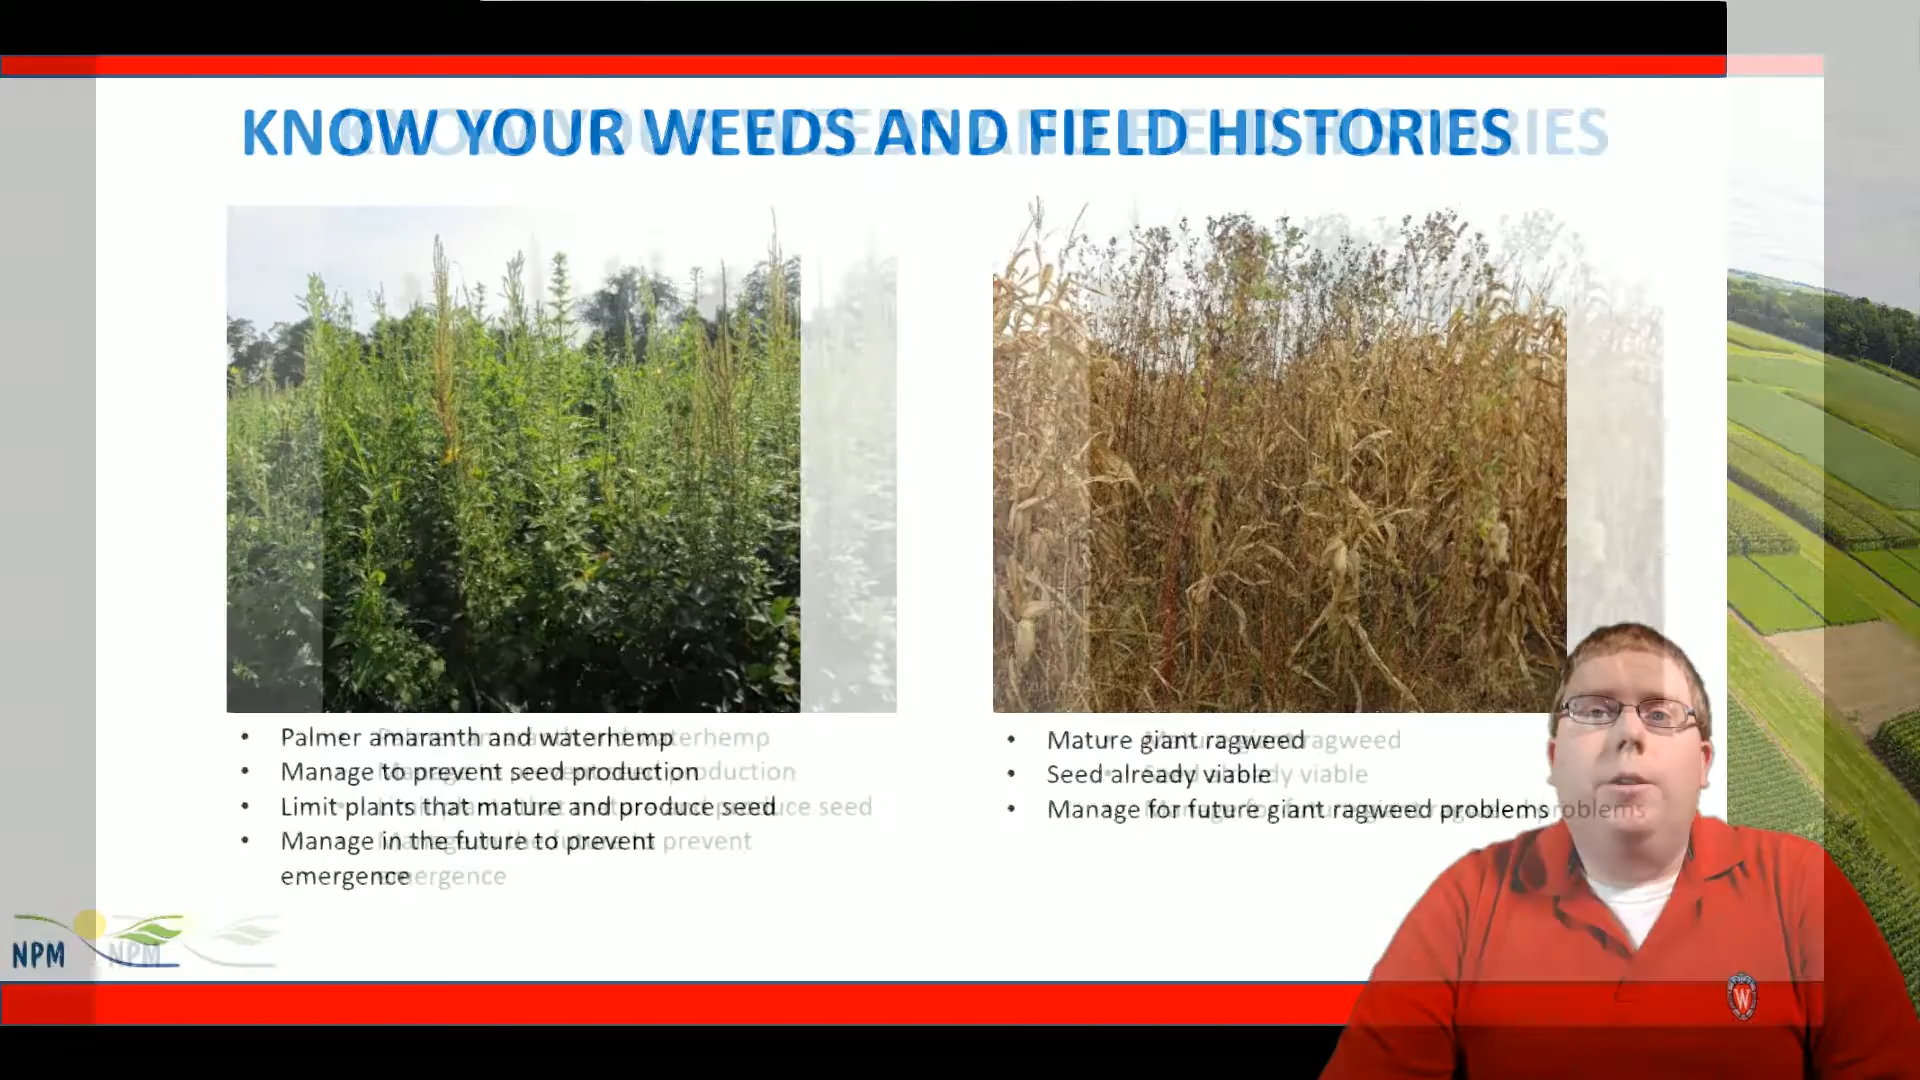 KNOW YOUR WEEDS AND FIELD HISTORIES
• Palmer amaranth and waterhemp
• Manage to prevent seed production
• Limit plants that mature and produce seed
• Manage in the future to prevent
emergence
• Mature giant ragweed
• Seed already viable
• Manage for future giant ragweed problems
NPM
W